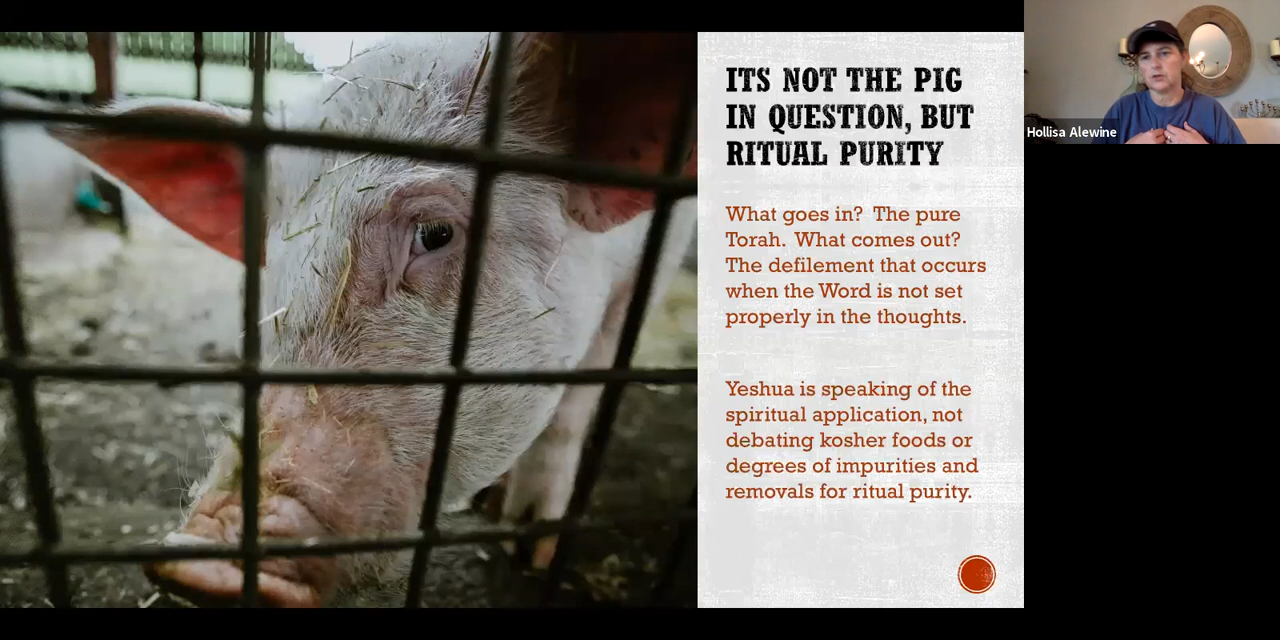 ITS NOT THE PIG
IN QUESTION, BUT
RITUAL PURITY
What goes in? The pure
Torah. What comes out?
The defilement that occurs
when the Word is not set
properly in the thoughts.
Yeshua is speaking of the
spiritual application, not
debating kosher foods or
degrees of impurities and
removals for ritual purity.
Hollisa Alewine